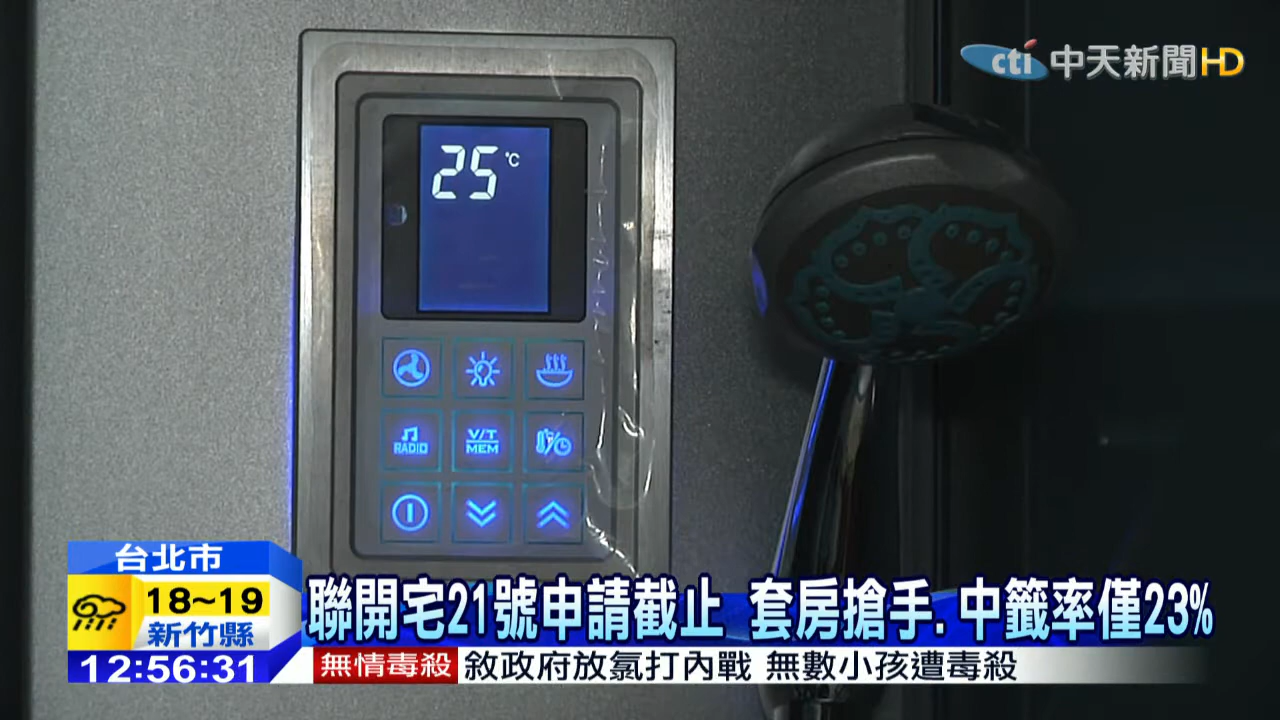 cti 中天新聞HD
25℃
RADIO
V/T
MEM
台北市
18~19
新竹縣
12:56:31
聯開宅21號申請截止 套房搶手.中籤率僅23%
無情毒殺 敘政府放氯打內戰 無數小孩遭毒殺